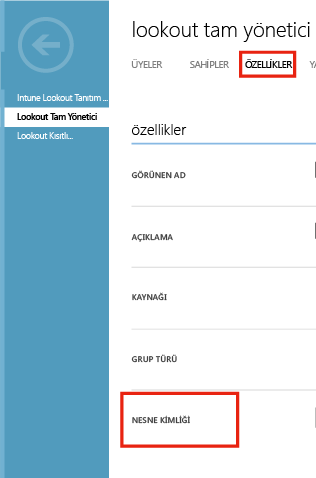 lookout tam yönetici
ÜYELER SAHİPLER ÖZELLİKLER
Intune Lookout Tanıtım ...
Lookout Tam Yönetici
Lookout Kısıtlı...
özellikler
GÖRÜNEN AD
AÇIKLAMA
KAYNAĞI
GRUP TÜRÜ
NESNE KİMLİĞİ